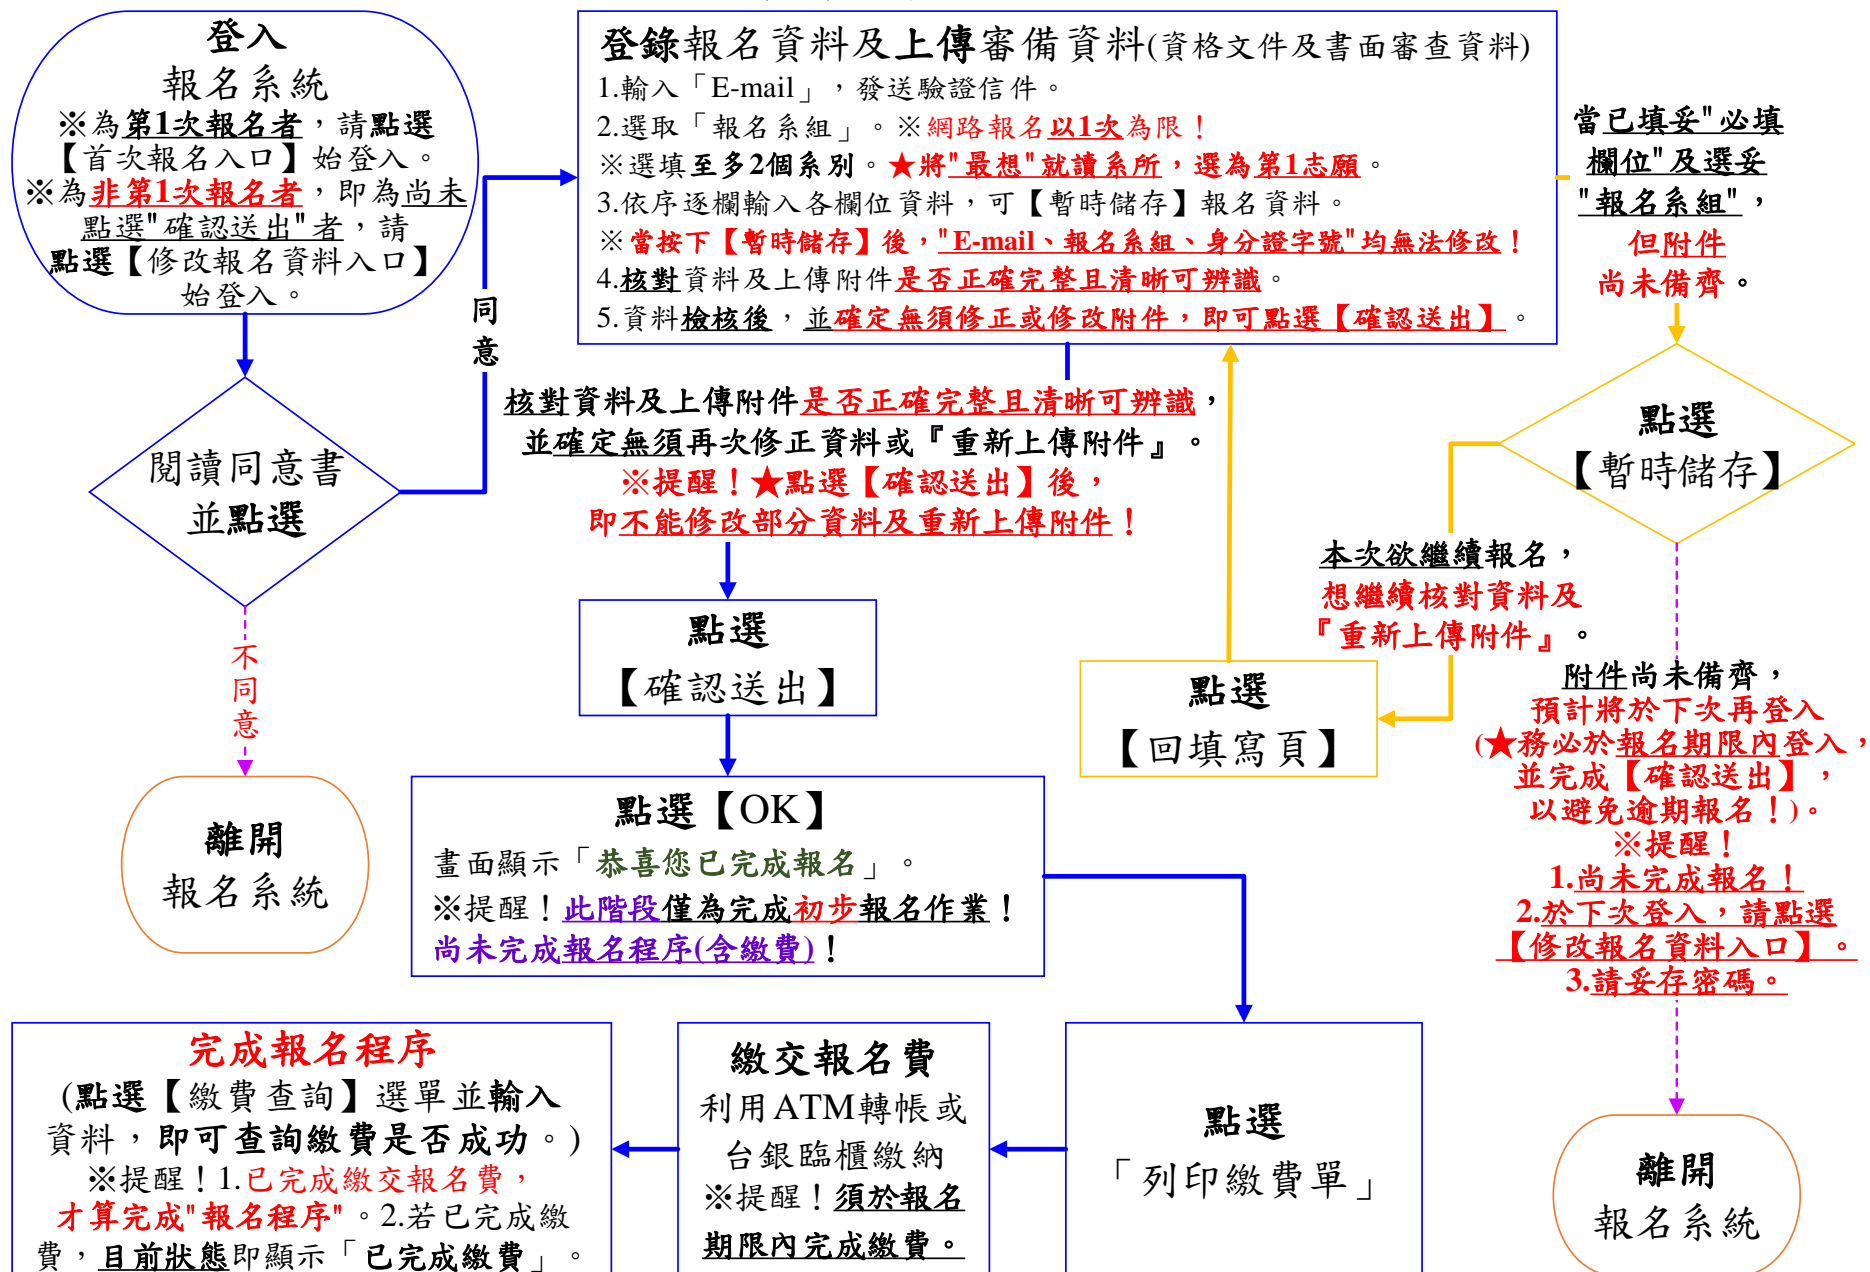 登入
報名系統
※為第1次報名者，請點選
【首次報名入口】始登入。
※為非第1次報名者，即為尚未
點選"確認送出"者，請
點選【修改報名資料入口】
始登入。
同
意
閱讀同意書
並點選
不
同
意
離開
報名系統
登錄報名資料及上傳審備資料(資格文件及書面審查資料)
1.輸入「E-mail」，發送驗證信件。
2.選取「報名系組」。※網路報名以1次為限！
※選填至多2個系別。★將"最想"就讀系所，選為第1志願。
3.依序逐欄輸入各欄位資料，可【暫時儲存】報名資料。
※當按下【暫時儲存】後，"E-mail、報名系組、身分證字號"均無法修改！
4.核對資料及上傳附件是否正確完整且清晰可辨識。
5.資料檢核後，並確定無須修正或修改附件，即可點選【確認送出】。
當已填妥"必填
欄位"及選妥
"報名系組"，
但附件
尚未備齊。
點選
【暫時儲存】
核對資料及上傳附件是否正確完整且清晰可辨識，
並確定無須再次修正資料或『重新上傳附件』。
※提醒！★點選【確認送出】後，
即不能修改部分資料及重新上傳附件！
本次欲繼續報名，
想繼續核對資料及
『重新上傳附件』。
點選
【回填寫頁】
點選
【確認送出】
附件尚未備齊，
預計將於下次再登入
(★務必於報名期限內登入，
並完成【確認送出】，
以避免逾期報名！)。
※提醒！
1.尚未完成報名！
2.於下次登入，請點選
【修改報名資料入口】。
3.請妥存密碼。
離開
報名系統
點選【OK】
畫面顯示「恭喜您已完成報名」。
※提醒！此階段僅為完成初步報名作業！
尚未完成報名程序(含繳費)！
點選
「列印繳費單」
繳交報名費
利用ATM轉帳或
台銀臨櫃繳納
※提醒！須於報名
期限內完成繳費。
完成報名程序
(點選【繳費查詢】選單並輸入
資料，即可查詢繳費是否成功。)
※提醒！1.已完成繳交報名費，
才算完成"報名程序"。2.若已完成繳
費，目前狀態即顯示「已完成繳費」。